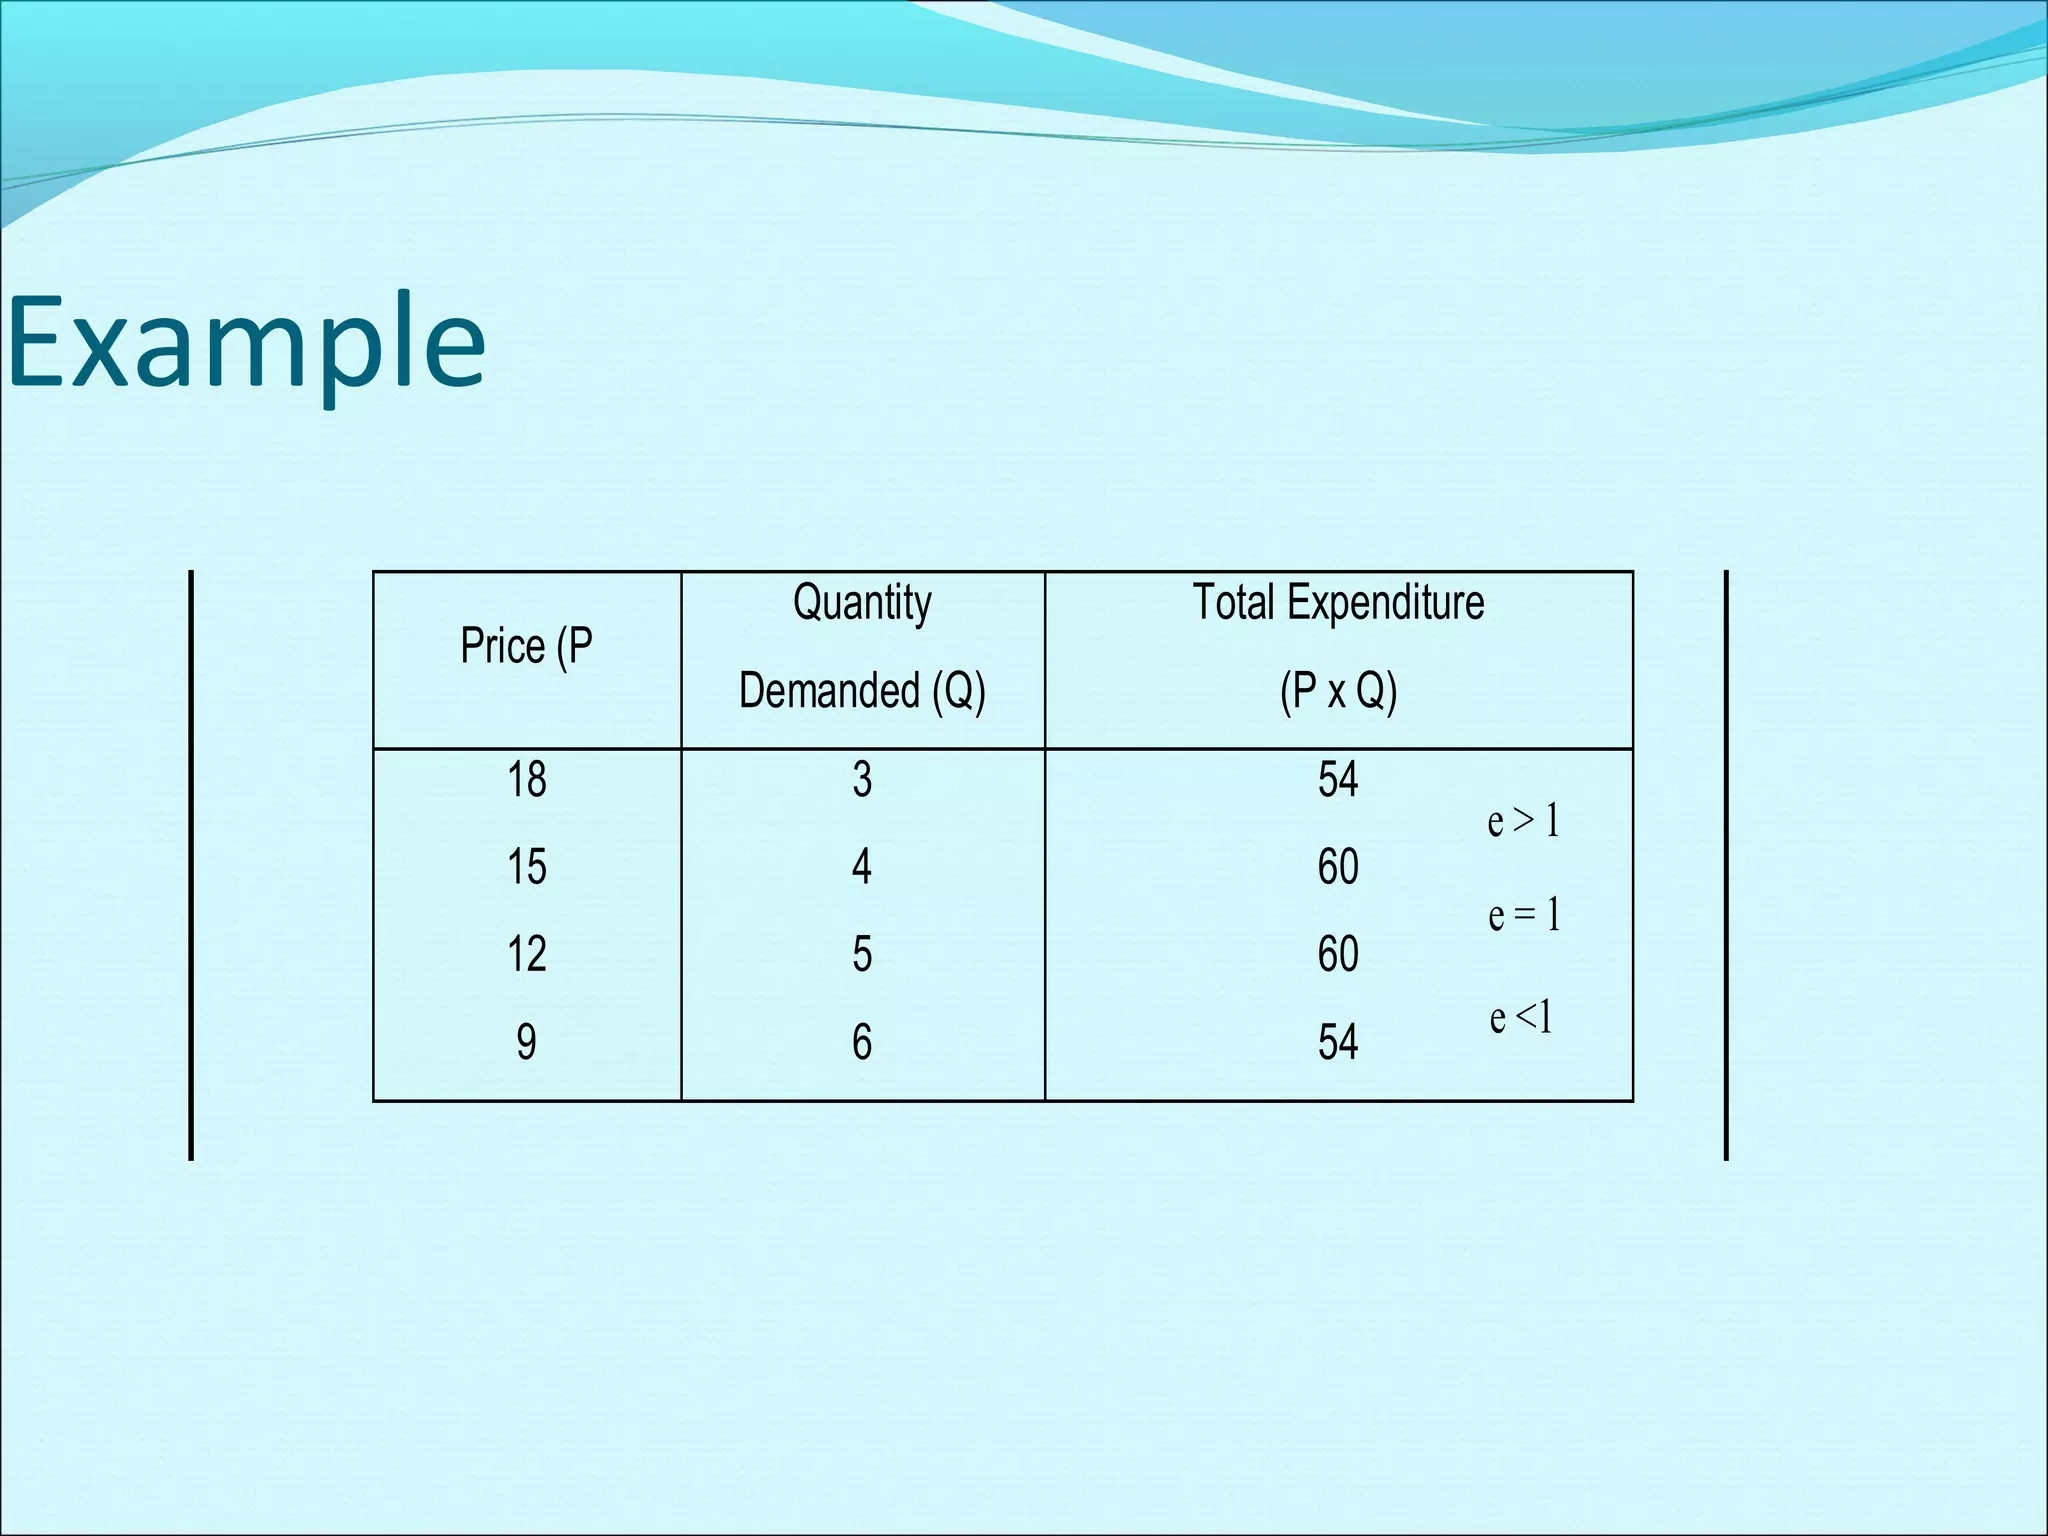 Example
Price (P
Quantity
Demanded (Q)
Total Expenditure
(P x Q)
18 3 54
e > 1
15 4 60
e = 1
12 5 60
e <1
9 6 54